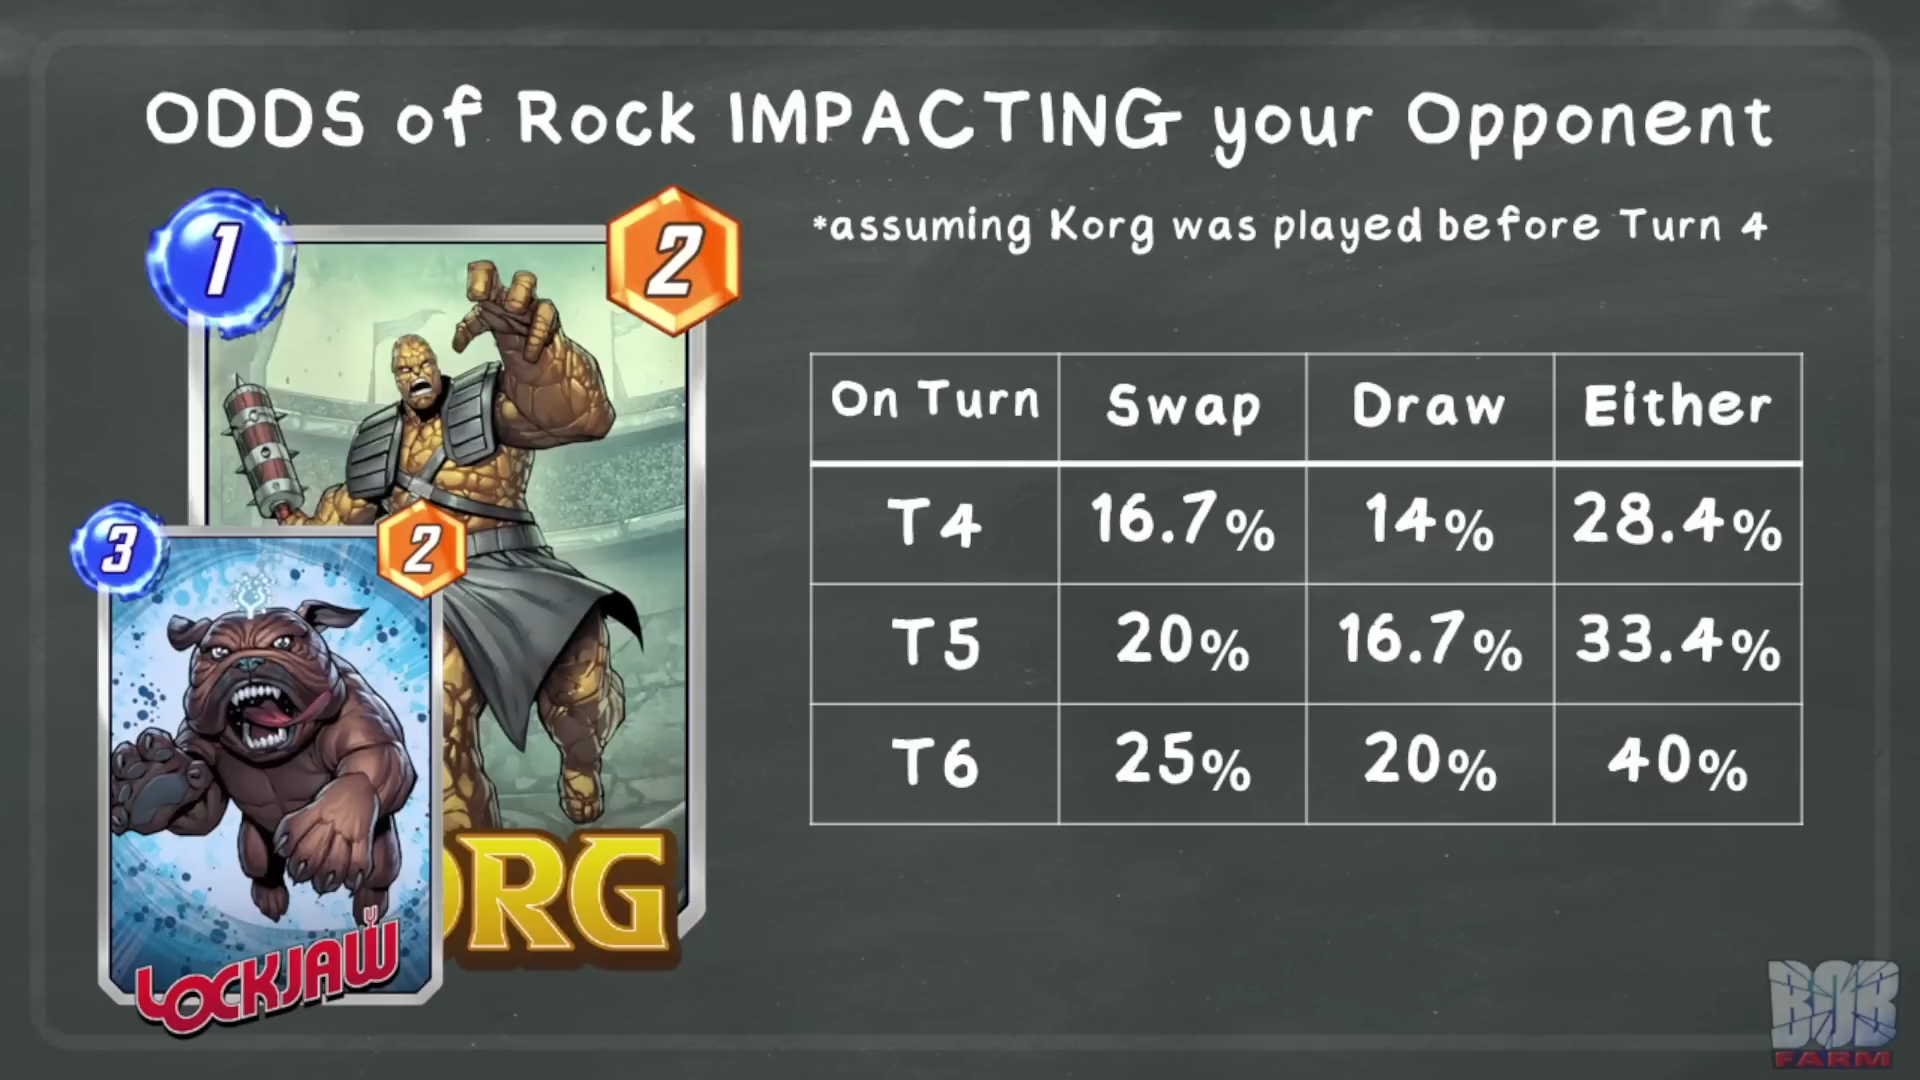 ODDS of Rock IMPACTING your Opponent
*assuming Korg was played before Turn 4
1
2
3
2
ORG
LOCKJAW
On Turn Swap Draw Either
T4 16.7% 14% 28.4%
T5 20% 16.7% 33.4%
T6 25% 20% 40%
BOB
FARM